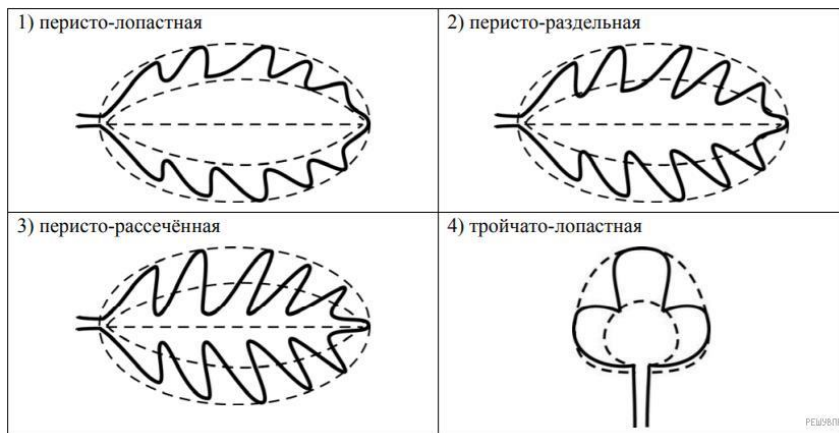 1) перисто-лопастная
2) перисто-раздельная
3) перисто-рассечённая
4) тройчато-лопастная